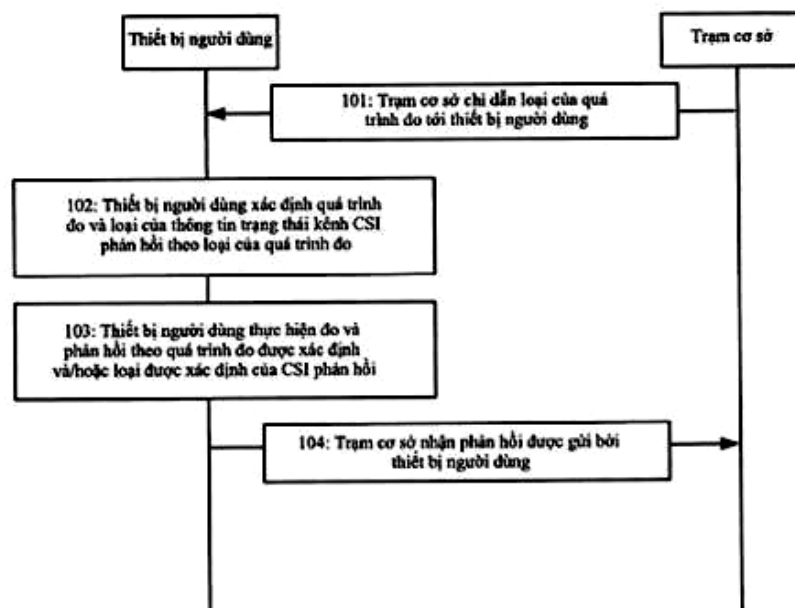 Thiết bị người dùng
Trạm cơ sở
101: Trạm cơ sở chỉ dẫn loại của quá
trình đo tới thiết bị người dùng
102: Thiết bị người dùng xác định quá trình
đo và loại của thông tin trạng thái kênh CSI
phản hồi theo loại của quá trình đo
103: Thiết bị người dùng thực hiện đo và
phản hồi theo quá trình đo được xác định
và/hoặc loại được xác định của CSI phản hồi
104: Trạm cơ sở nhận phản hồi được gửi bởi
thiết bị người dùng